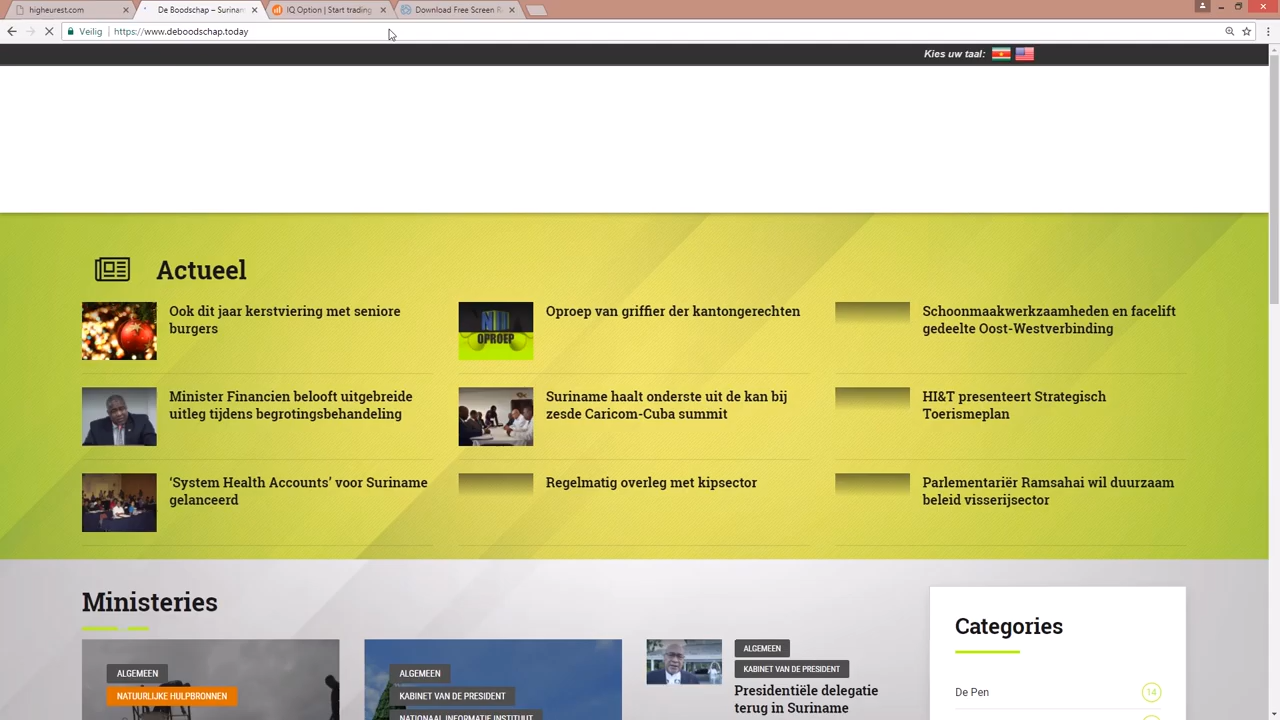 higheurest.com
De Boodschap – Surinam
IQ Option | Start trading
Download Free Screen R
Veilig
https://www.deboodschap.today
Kies uw taal:
Actueel
Ook dit jaar kerstviering met seniore
burgers
OPROEP
Oproep van griffier der kantongerechten
Schoonmaakwerkzaamheden en facelift
gedeelte Oost-Westverbinding
Minister Financien belooft uitgebreide
uitleg tijdens begrotingsbehandeling
Suriname haalt onderste uit de kan bij
zesde Caricom-Cuba summit
HI&T presenteert Strategisch
Toerismeplan
‘System Health Accounts’ voor Suriname
gelanceerd
Regelmatig overleg met kipsector
Parlementariër Ramsahai wil duurzaam
beleid visserijsector
Ministeries
ALGEMEEN
NATUURLIJKE HULPBRONNEN
ALGEMEEN
KABINET VAN DE PRESIDENT
NATIONAAL INFORMATIE INSTITUUT
ALGEMEEN
KABINET VAN DE PRESIDENT
Presidentiële delegatie
terug in Suriname
Categories
De Pen
14